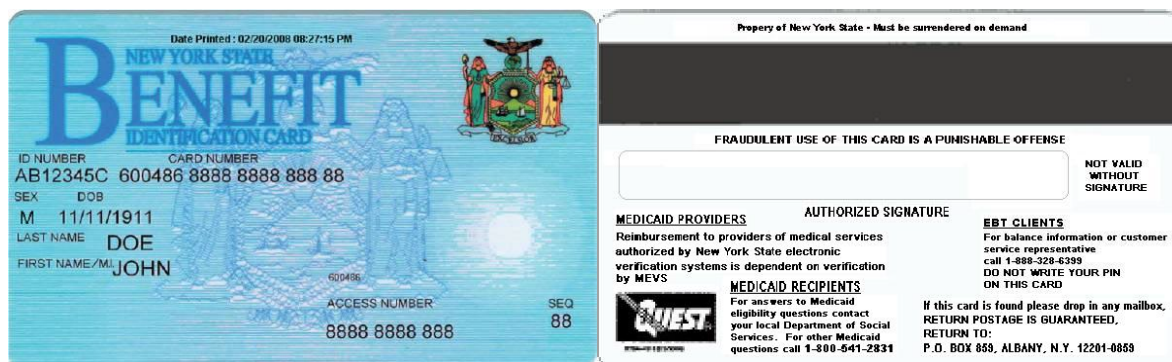 Date Printed : 02/20/2008 08:27:15 PM
NEW YORK STATE
BENEFIT
IDENTIFICATION CARD
ID NUMBER CARD NUMBER
AB12345C 600486 8888 8888 888 88
SEX DOB
M 11/11/1911
LAST NAME DOE
FIRST NAME/M.I. JOHN
600486
ACCESS NUMBER SEQ
8888 8888 888 88
Propery of New York State - Must be surrendered on demand
FRAUDULENT USE OF THIS CARD IS A PUNISHABLE OFFENSE
NOT VALID
WITHOUT
SIGNATURE
AUTHORIZED SIGNATURE
MEDICAID PROVIDERS
Reimbursement to providers of medical services
authorized by New York State electronic
verification systems is dependent on verification
by MEVS
MEDICAID RECIPIENTS
For answers to Medicaid
eligibility questions contact
your local Department of Social
Services. For other Medicaid
questions call 1-800-541-2831
QUEST
EBT CLIENTS
For balance information or customer
service representative
call 1-888-328-6399
DO NOT WRITE YOUR PIN
ON THIS CARD
If this card is found please drop in any mailbox,
RETURN POSTAGE IS GUARANTEED,
RETURN TO:
P.O. BOX 859, ALBANY, N.Y. 12201-0859